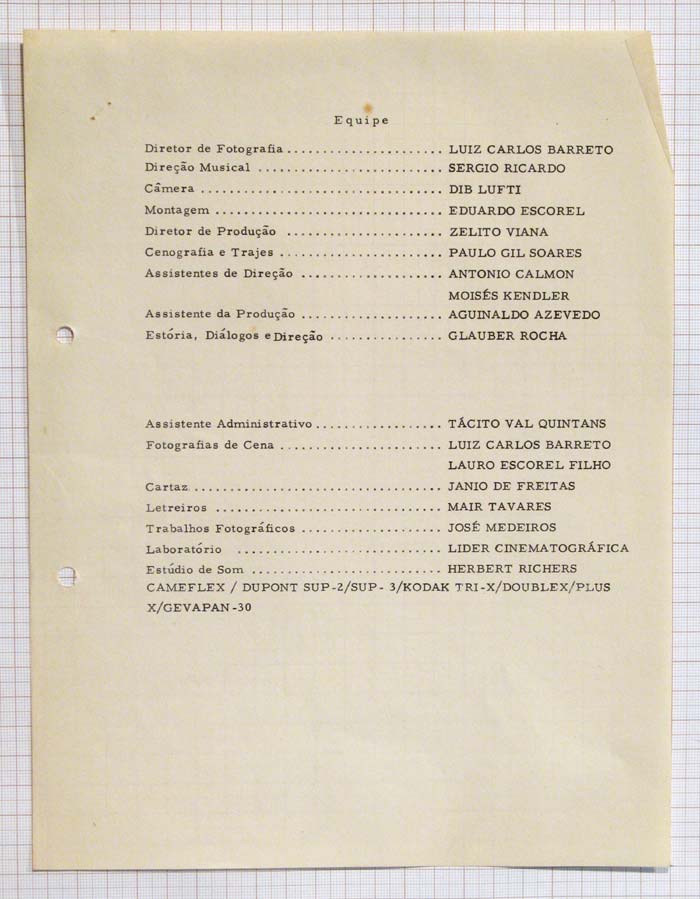 Equipe
Diretor de Fotografia ...................... LUIZ CARLOS BARRETO
Direção Musical .......................... SERGIO RICARDO
Câmera .................................. DIB LUFTI
Montagem ................................ EDUARDO ESCOREL
Diretor de Produção ...................... ZELITO VIANA
Cenografia e Trajes ....................... PAULO GIL SOARES
Assistentes de Direção .................... ANTONIO CALMON
MOISÉS KENDLER
Assistente da Produção .................... AGUINALDO AZEVEDO
Estória, Diálogos e Direção ................ GLAUBER ROCHA
Assistente Administrativo .................. TÁCITO VAL QUINTANS
Fotografias de Cena ....................... LUIZ CARLOS BARRETO
LAURO ESCOREL FILHO
Cartaz ................................... JANIO DE FREITAS
Letreiros ................................ MAIR TAVARES
Trabalhos Fotográficos .................... JOSÉ MEDEIROS
Laboratório ............................. LIDER CINEMATOGRÁFICA
Estúdio de Som ........................... HERBERT RICHERS
CAMEFLEX / DUPONT SUP-2/SUP- 3/KODAK TRI-X/DOUBLEX/PLUS
X/GEVAPAN-30